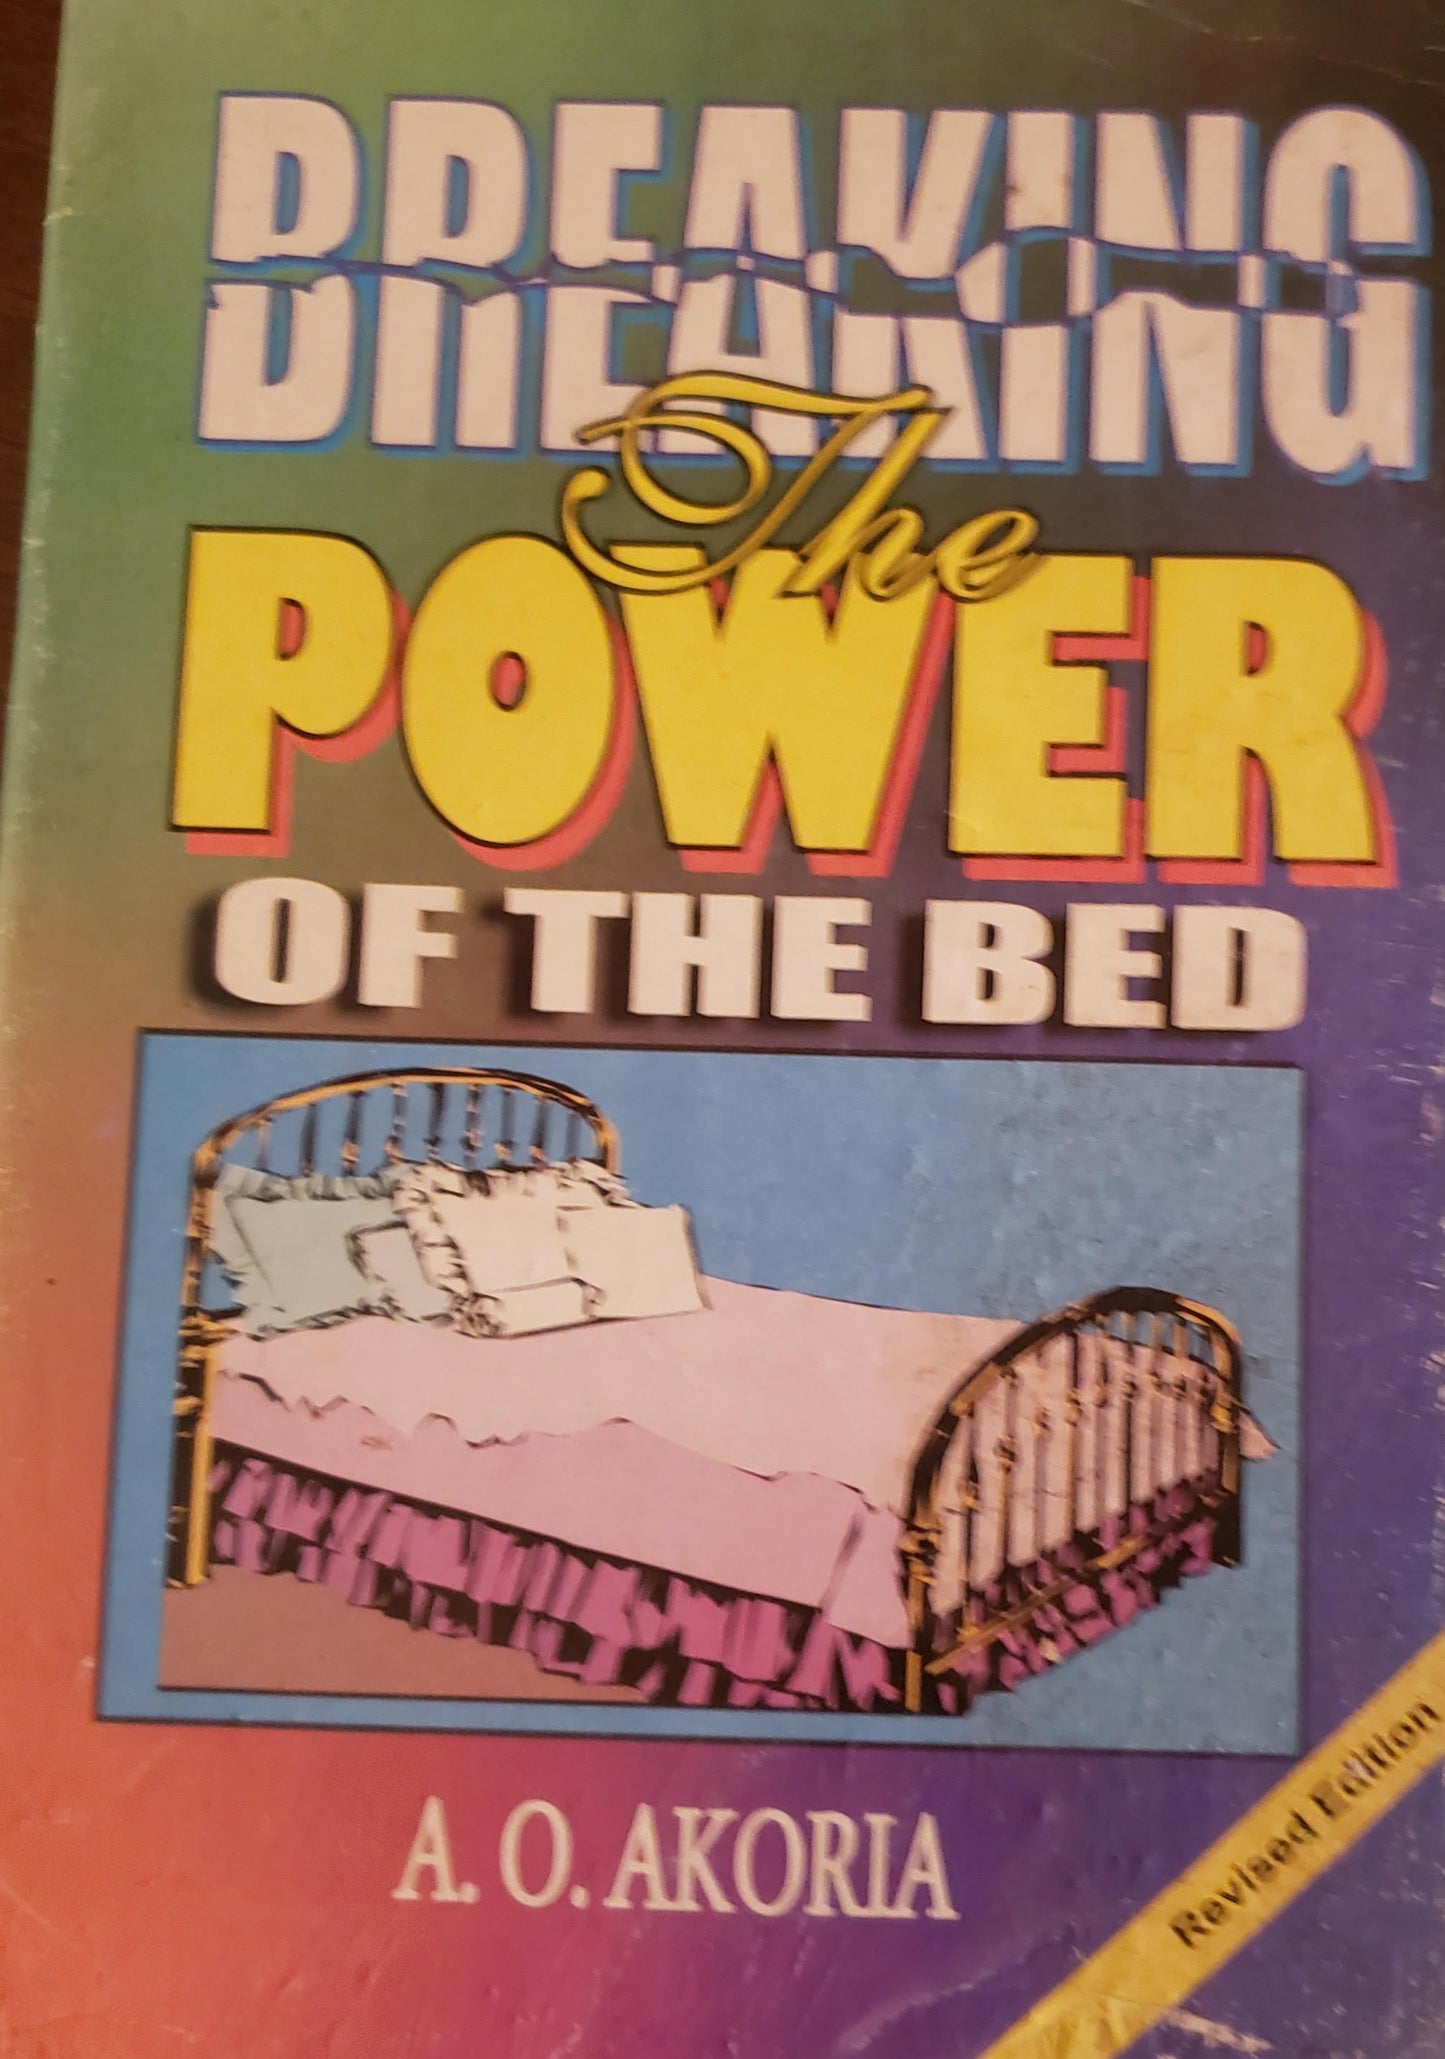 BREAKING
The
POWER
OF THE BED
A. O. AKORIA
Revised Edition